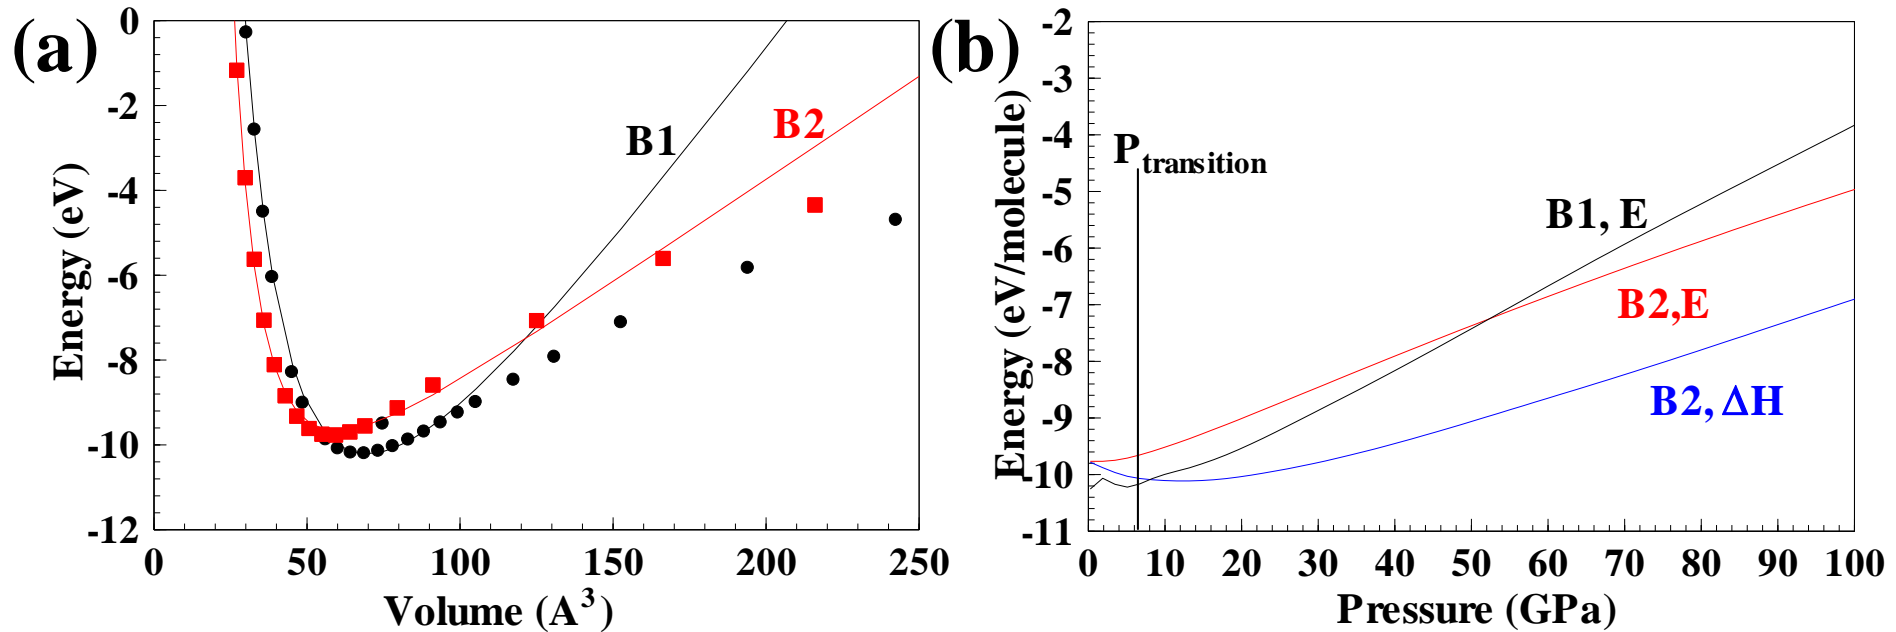 (a)
Energy (eV)
0
-2
-4
-6
-8
-10
-12
B1
B2
0 50 100 150 200 250
Volume (A³)
(b)
Energy (eV/molecule)
-2
-3
-4
-5
-6
-7
-8
-9
-10
-11
Ptransition
B1, E
B2,E
B2, ΔH
0 10 20 30 40 50 60 70 80 90 100
Pressure (GPa)